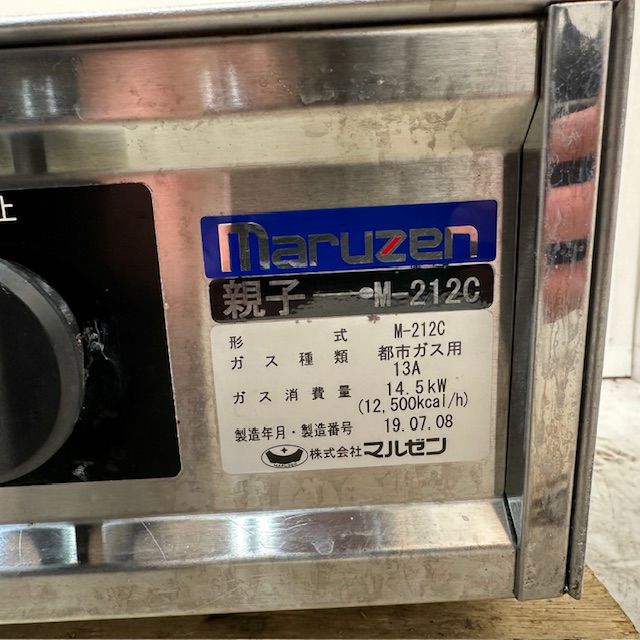 止
maruzen
親子 M-212C
形式 M-212C
ガス種類 都市ガス用
13A
ガス消費量 14.5kW
(12,500kcal/h)
製造年月・製造番号 19.07.08
株式会社マルゼン